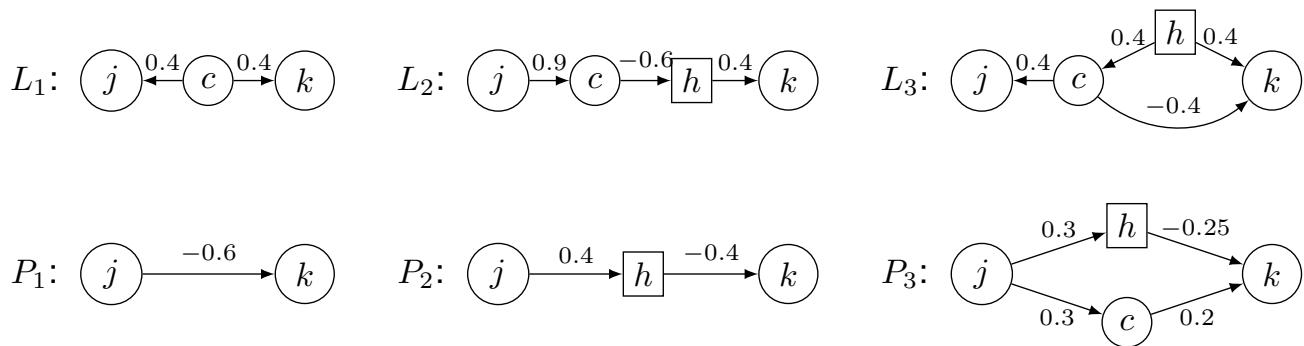 L₁: j 0.4 c 0.4 k
L₂: j 0.9 c −0.6 h 0.4 k
L₃: j 0.4 c 0.4 h 0.4 −0.4 k
P₁: j −0.6 k
P₂: j 0.4 h −0.4 k
P₃: j 0.3 h −0.25 k
0.3 c 0.2